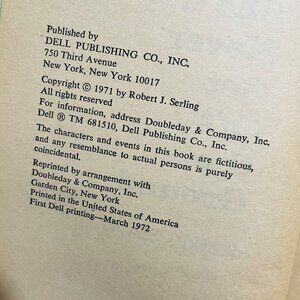 Published by
DELL PUBLISHING CO., INC.
750 Third Avenue
New York, New York 10017
Copyright © 1971 by Robert J. Serling
All rights reserved
For information, address Doubleday & Company, Inc.
Dell ® TM 681510, Dell Publishing Co., Inc.
The characters and events in this book are fictitious,
and any resemblance to actual persons is purely
coincidental.
Reprinted by arrangement with
Doubleday & Company, Inc.
Garden City, New York
Printed in the United States of America
First Dell printing—March 1972